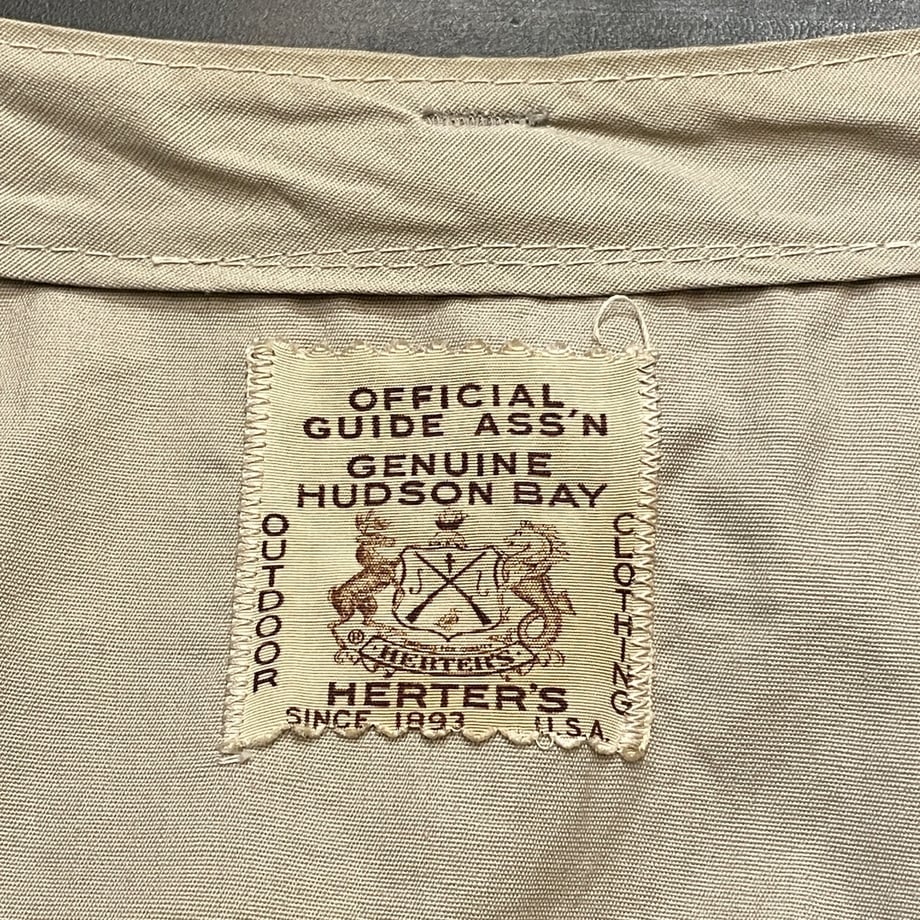 OFFICIAL
GUIDE ASS'N
GENUINE
HUDSON BAY
OUTDOOR
CLOTHING
®
HERTER'S
HERTER'S
SINCE 1893 U.S.A.